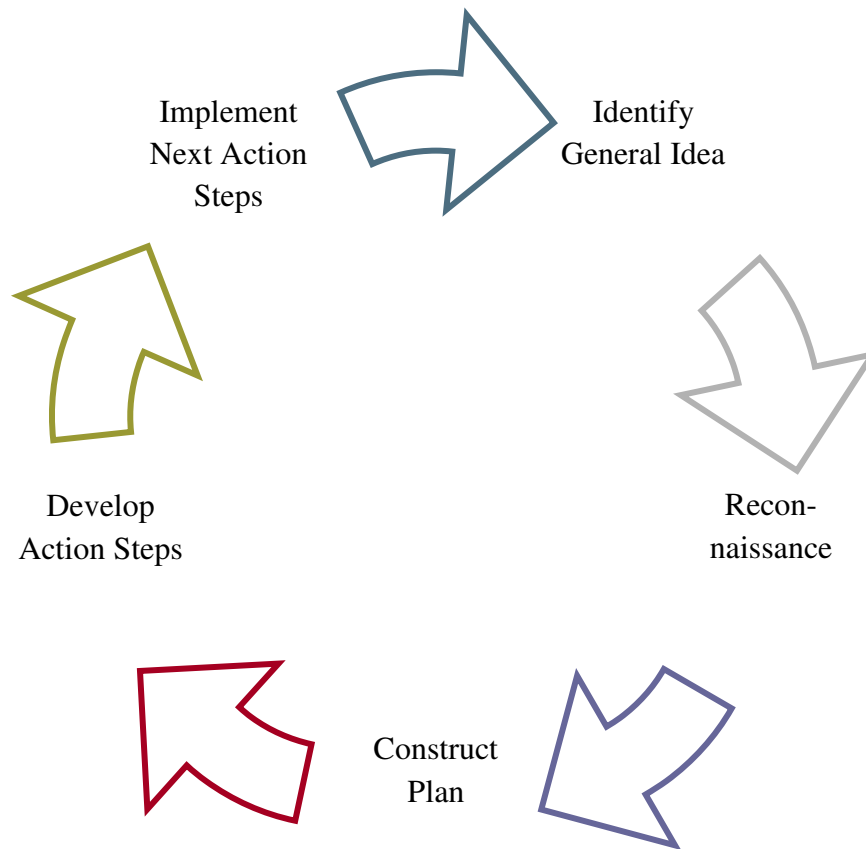 Implement
Next Action
Steps
Identify
General Idea
Recon-
naissance
Construct
Plan
Develop
Action Steps